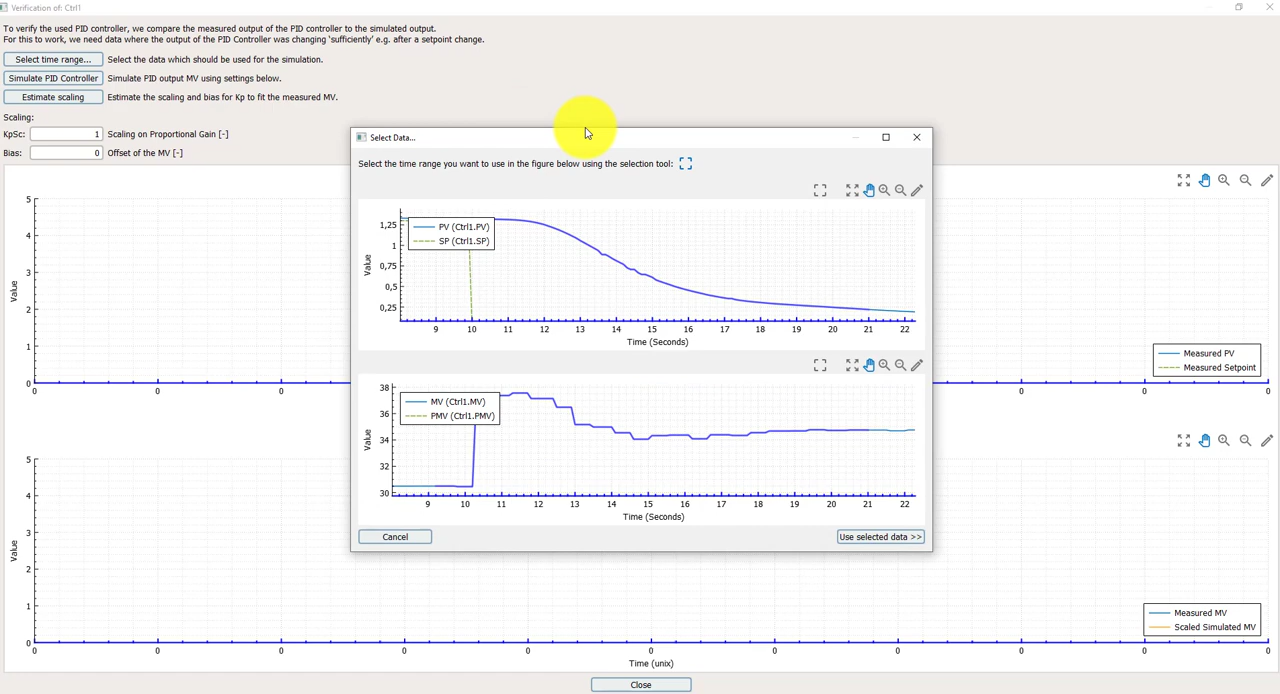 Verification of: Ctrl1
To verify the used PID controller, we compare the measured output of the PID controller to the simulated output.
For this to work, we need data where the output of the PID Controller was changing 'sufficiently' e.g. after a setpoint change.
Select time range... Select the data which should be used for the simulation.
Simulate PID Controller Simulate PID output MV using settings below.
Estimate scaling Estimate the scaling and bias for Kp to fit the measured MV.
Scaling:
KpSc: 1 Scaling on Proportional Gain [-]
Bias: 0 Offset of the MV [-]
Select Data...
Select the time range you want to use in the figure below using the selection tool:
PV (Ctrl1.PV)
SP (Ctrl1.SP)
Value
1,25
1
0,75
0,5
0,25
9 10 11 12 13 14 15 16 17 18 19 20 21 22
Time (Seconds)
MV (Ctrl1.MV)
PMV (Ctrl1.PMV)
Value
38
36
34
32
30
9 10 11 12 13 14 15 16 17 18 19 20 21 22
Time (Seconds)
Cancel Use selected data >>
Value
5
4
3
2
1
0
0 0 0 0 0
Measured PV
Measured Setpoint
Value
5
4
3
2
1
0
0 0 0 0 0 0 0 0 0 0 0
Measured MV
Scaled Simulated MV
Time (unix)
Close